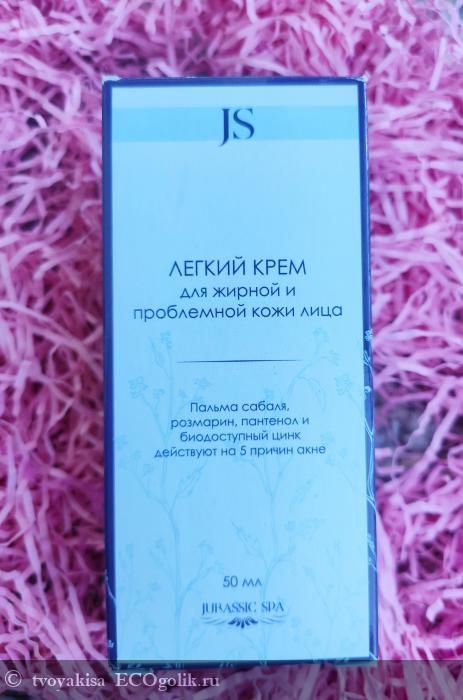 JS
ЛЕГКИЙ КРЕМ
для жирной и
проблемной кожи лица
Пальма сабаля,
розмарин, пантенол и
биодоступный цинк
действуют на 5 причин акне
50 мл
JURASSIC SPA
© tvoyakisa ECOgolik.ru